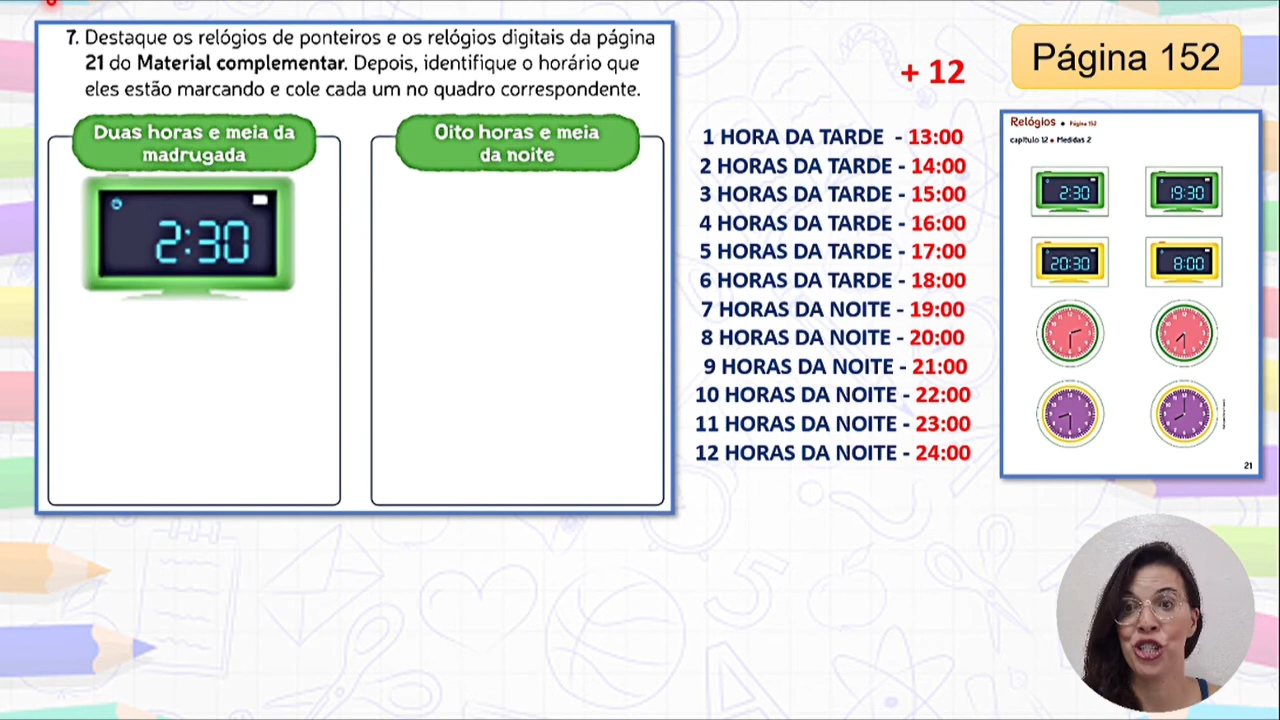 7. Destaque os relógios de ponteiros e os relógios digitais da página
21 do Material complementar. Depois, identifique o horário que
eles estão marcando e cole cada um no quadro correspondente.
Duas horas e meia da
madrugada
2:30
Oito horas e meia
da noite
+ 12
1 HORA DA TARDE - 13:00
2 HORAS DA TARDE - 14:00
3 HORAS DA TARDE - 15:00
4 HORAS DA TARDE - 16:00
5 HORAS DA TARDE - 17:00
6 HORAS DA TARDE - 18:00
7 HORAS DA NOITE - 19:00
8 HORAS DA NOITE - 20:00
9 HORAS DA NOITE - 21:00
10 HORAS DA NOITE - 22:00
11 HORAS DA NOITE - 23:00
12 HORAS DA NOITE - 24:00
Página 152
Relógios • Página 152
capítulo 12 • Medidas 2
2:30 19:30
20:30 8:00
21